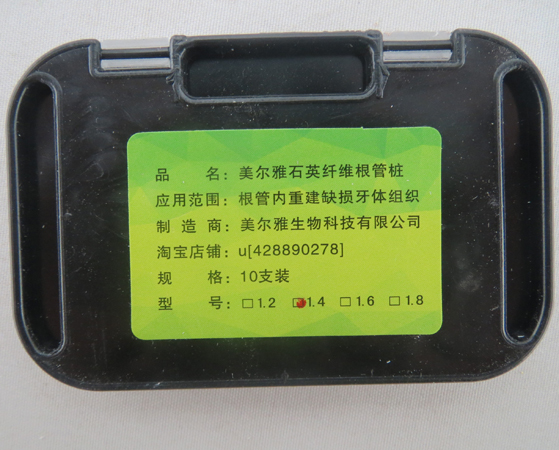 品 名：美尔雅石英纤维根管桩
应用范围：根管内重建缺损牙体组织
制 造 商：美尔雅生物科技有限公司
淘宝店铺：u[428890278]
规 格：10支装
型 号：□1.2 □1.4 □1.6 □1.8